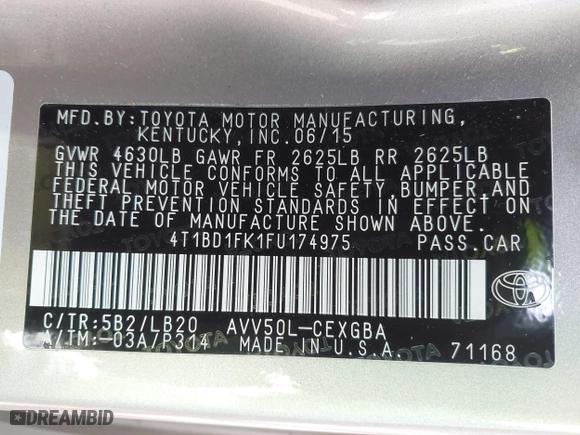 MFD. BY: TOYOTA MOTOR MANUFACTURING,
KENTUCKY, INC. 06/15
GVWR 4630LB GAWR FR 2625LB RR 2625LB
THIS VEHICLE CONFORMS TO ALL APPLICABLE
FEDERAL MOTOR VEHICLE SAFETY, BUMPER, AND
THEFT PREVENTION STANDARDS IN EFFECT ON
THE DATE OF MANUFACTURE SHOWN ABOVE.
4T1BD1FK1FU174975 PASS.CAR
C/TR:5B2/LB20 AVV50L-CEXGBA
A/TM:-03A/P314 MADE IN U.S.A. 71168
DREAMBID